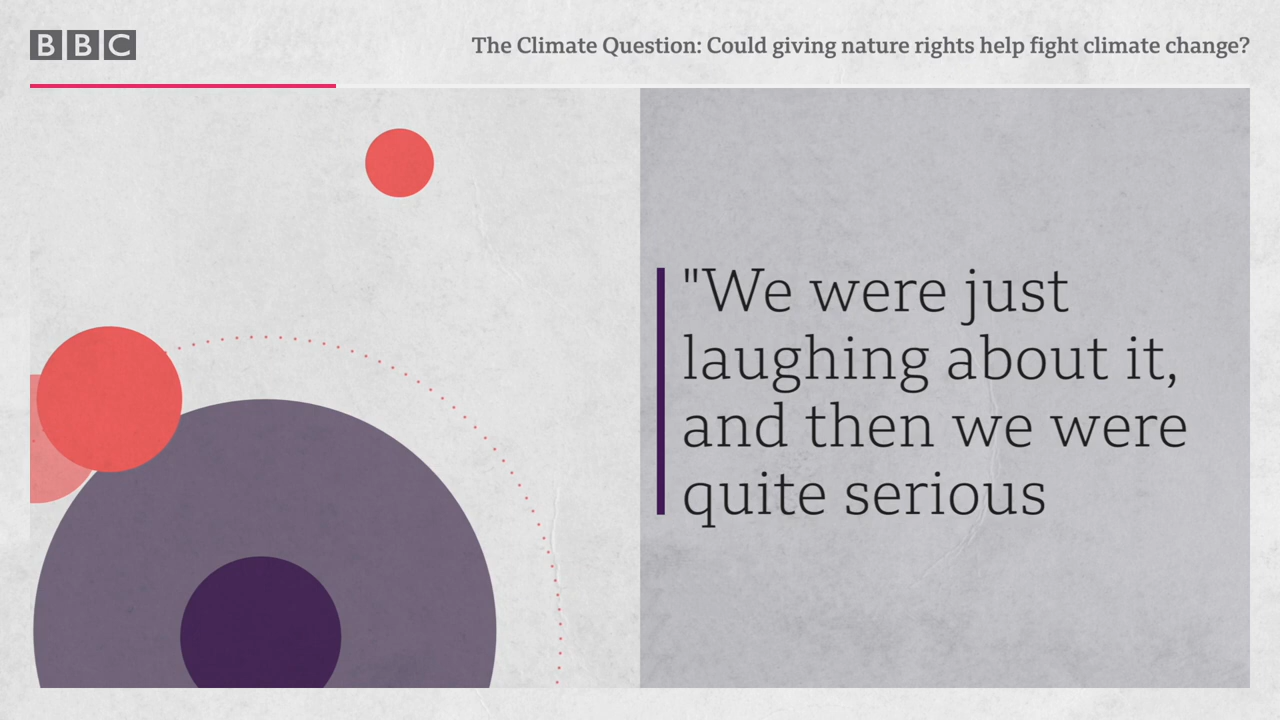 BBC
The Climate Question: Could giving nature rights help fight climate change?
"We were just
laughing about it,
and then we were
quite serious